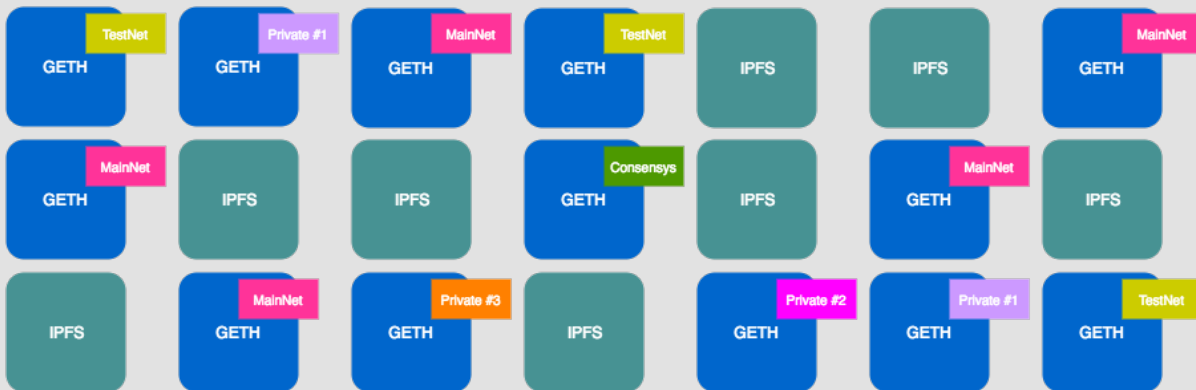 TestNet
GETH
Private #1
GETH
MainNet
GETH
TestNet
GETH
IPFS
IPFS
MainNet
GETH
MainNet
GETH
IPFS
IPFS
Consensys
GETH
IPFS
MainNet
GETH
IPFS
IPFS
MainNet
GETH
Private #3
GETH
IPFS
Private #2
GETH
Private #1
GETH
TestNet
GETH